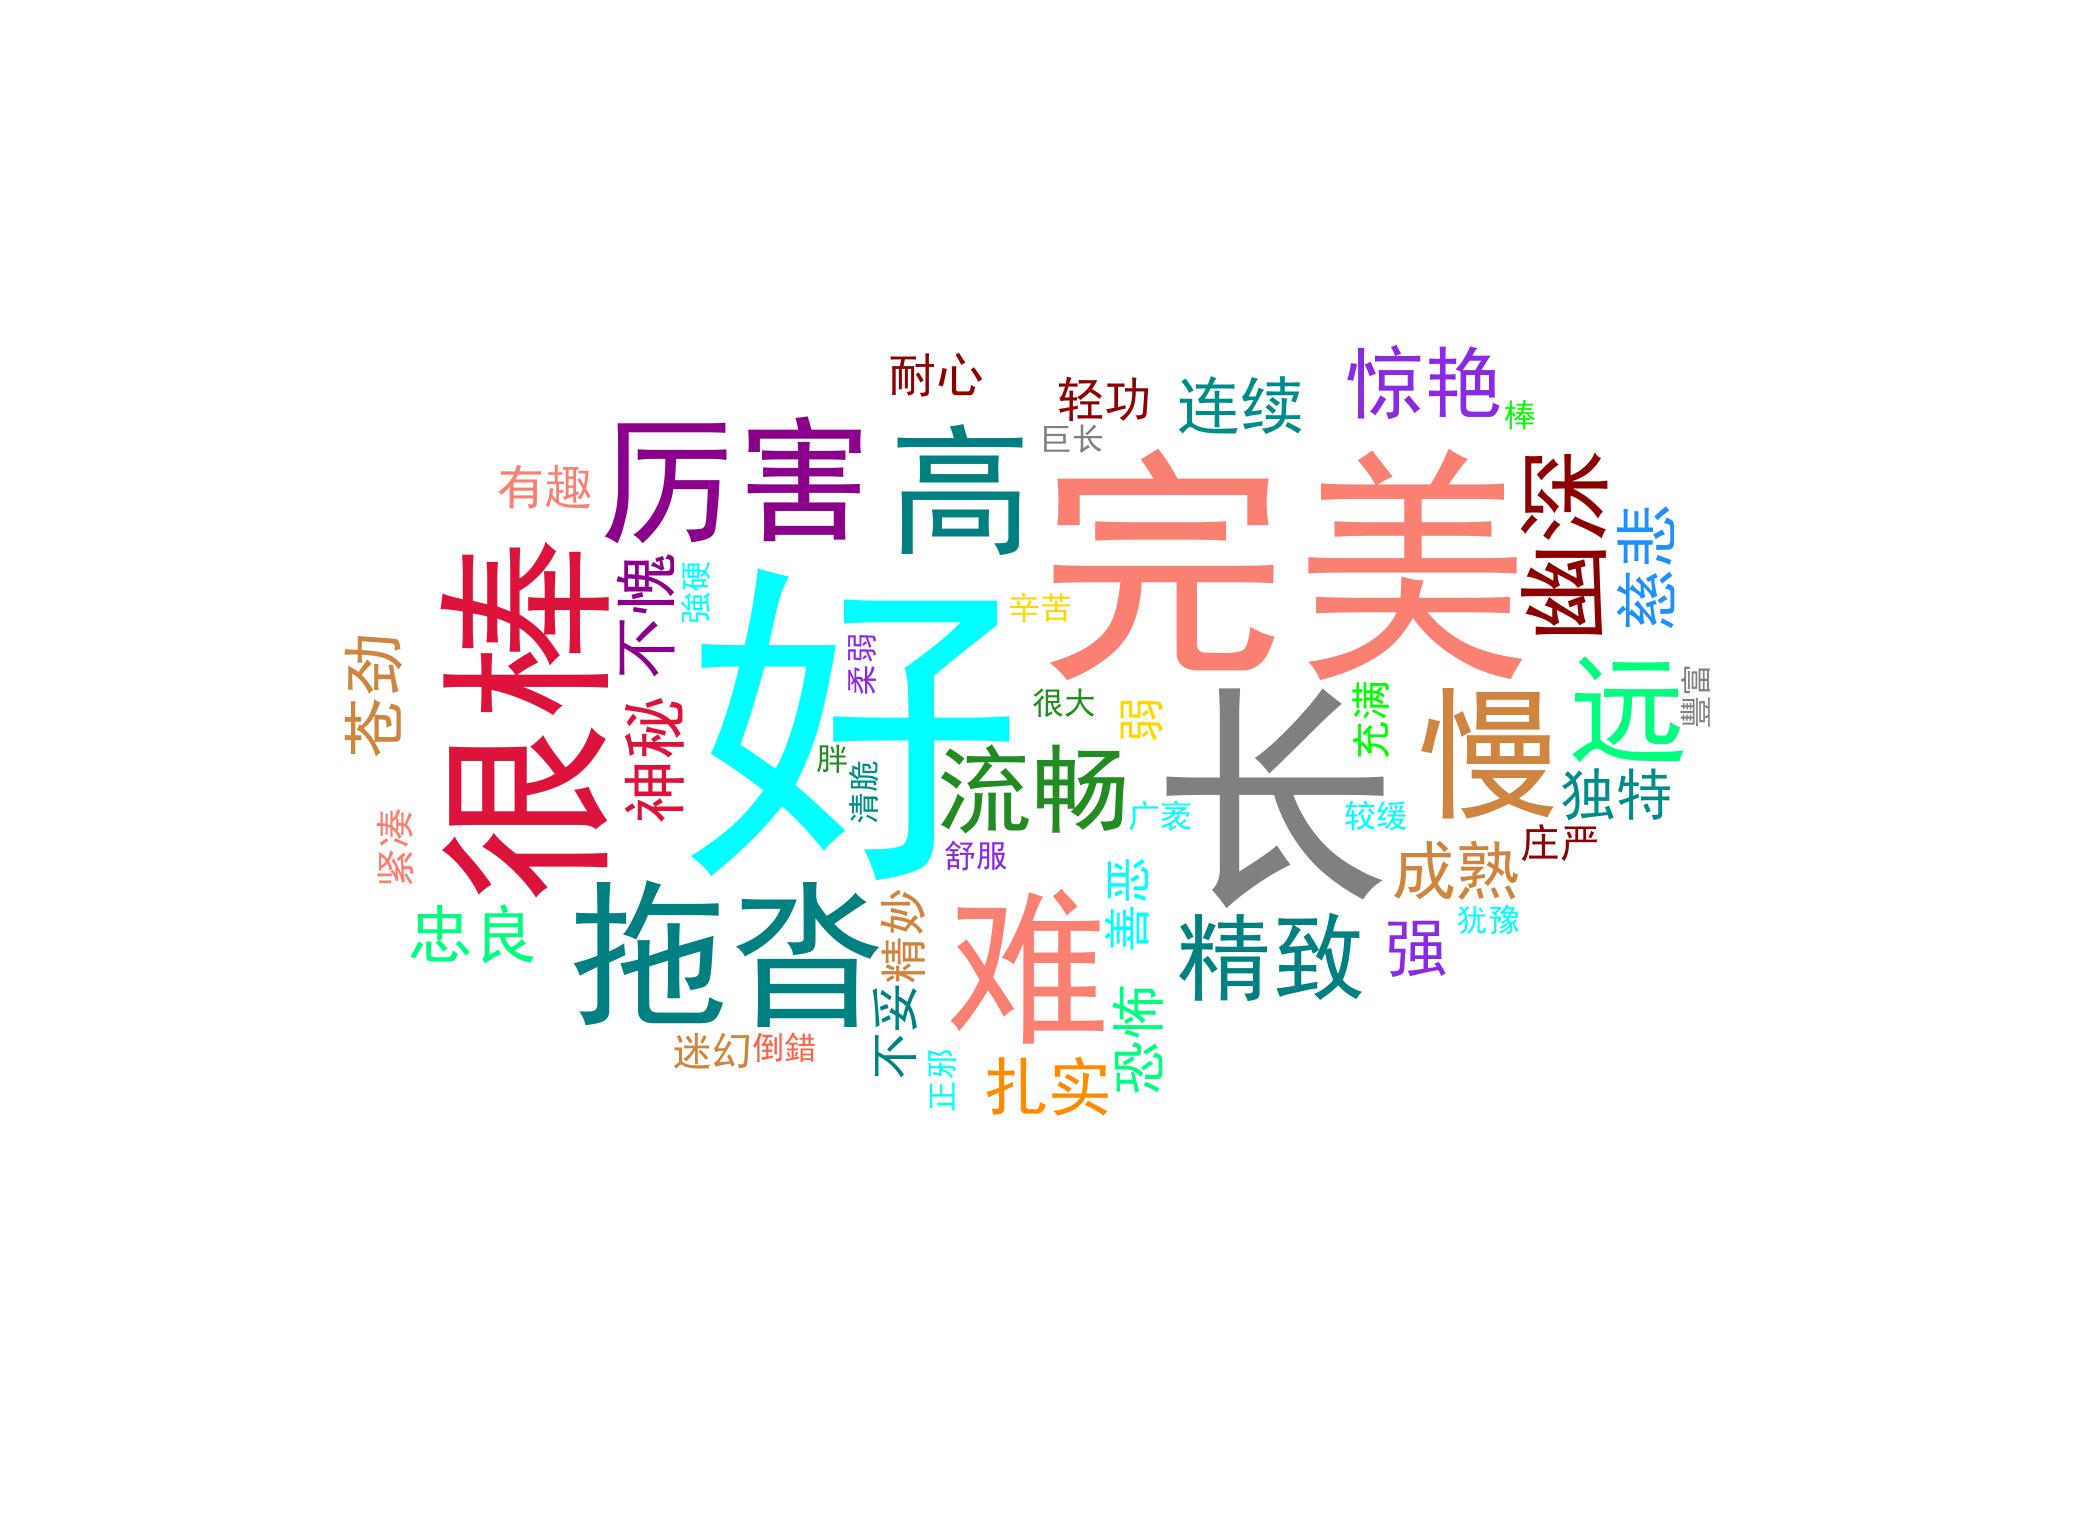 耐心
轻功
连续
惊艳
棒
巨长
厉害
高
完美
幽深
慈悲
有趣
很棒
不愧
強硬
好
辛苦
柔弱
苍劲
神秘
很大
弱
充满
慢
远
豐富
长
流畅
胖
清脆
广袤
较缓
独特
庄严
舒服
紧凑
成熟
忠良
拖沓
精妙
难
善恶
精致
强
犹豫
不妥
恐怖
迷幻
倒錯
正邪
扎实